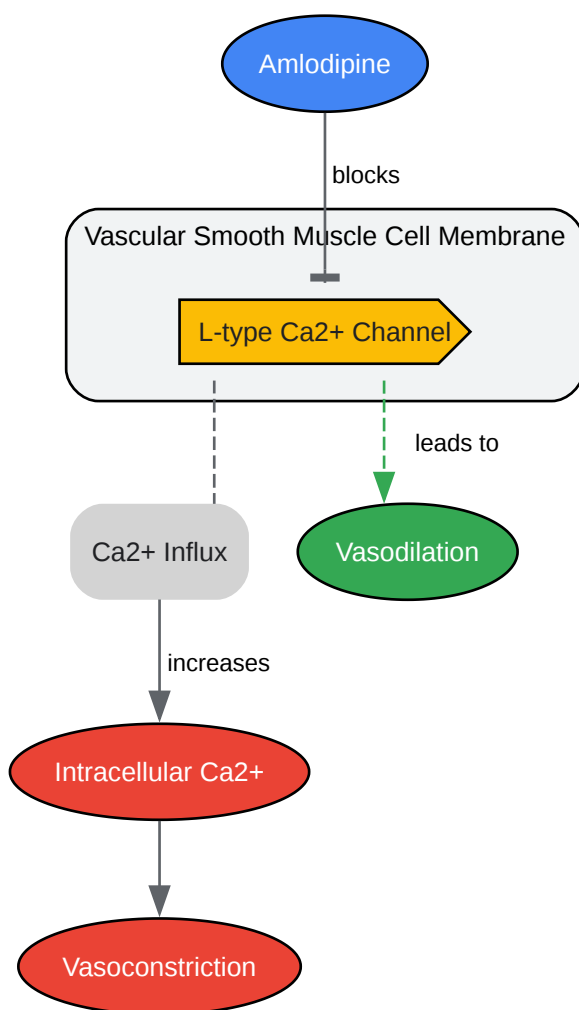 Amlodipine
blocks
Vascular Smooth Muscle Cell Membrane
L-type Ca2+ Channel
leads to
Ca2+ Influx
Vasodilation
increases
Intracellular Ca2+
Vasoconstriction